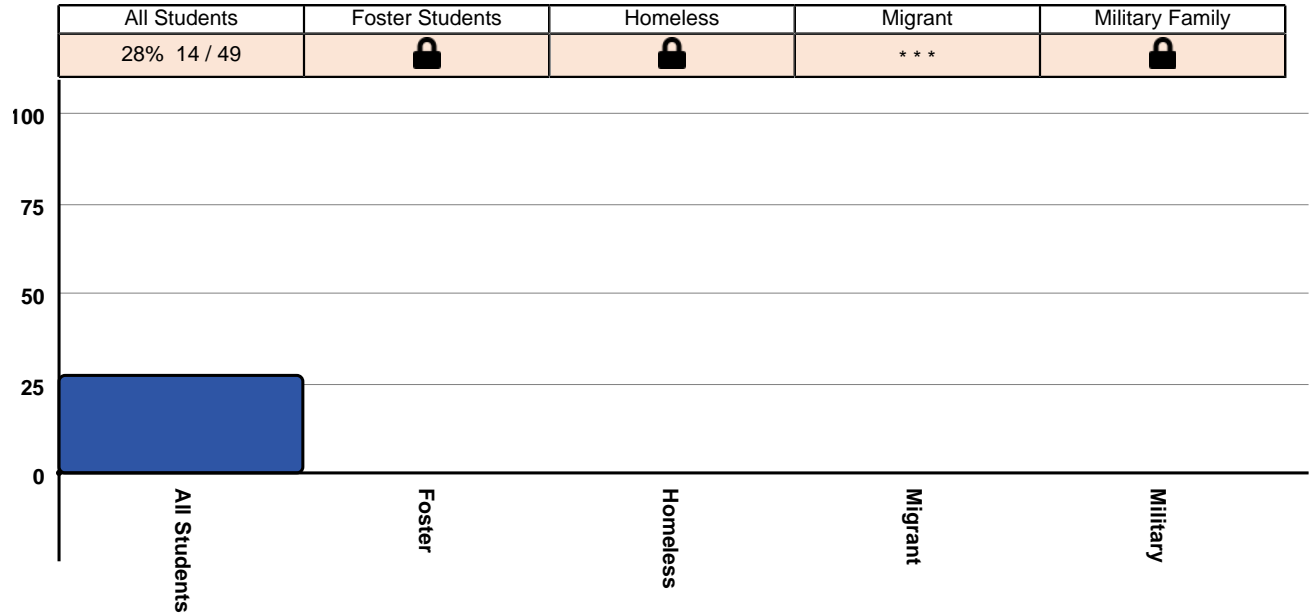 All Students Foster Students Homeless Migrant Military Family
28% 14 / 49 * * *
100
75
50
25
0
All Students Foster Homeless Migrant Military